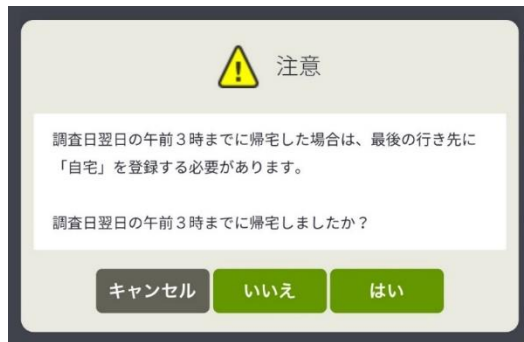 注意
調査日翌日の午前３時までに帰宅した場合は、最後の行き先に
「自宅」を登録する必要があります。
調査日翌日の午前３時までに帰宅しましたか？
キャンセル いいえ はい